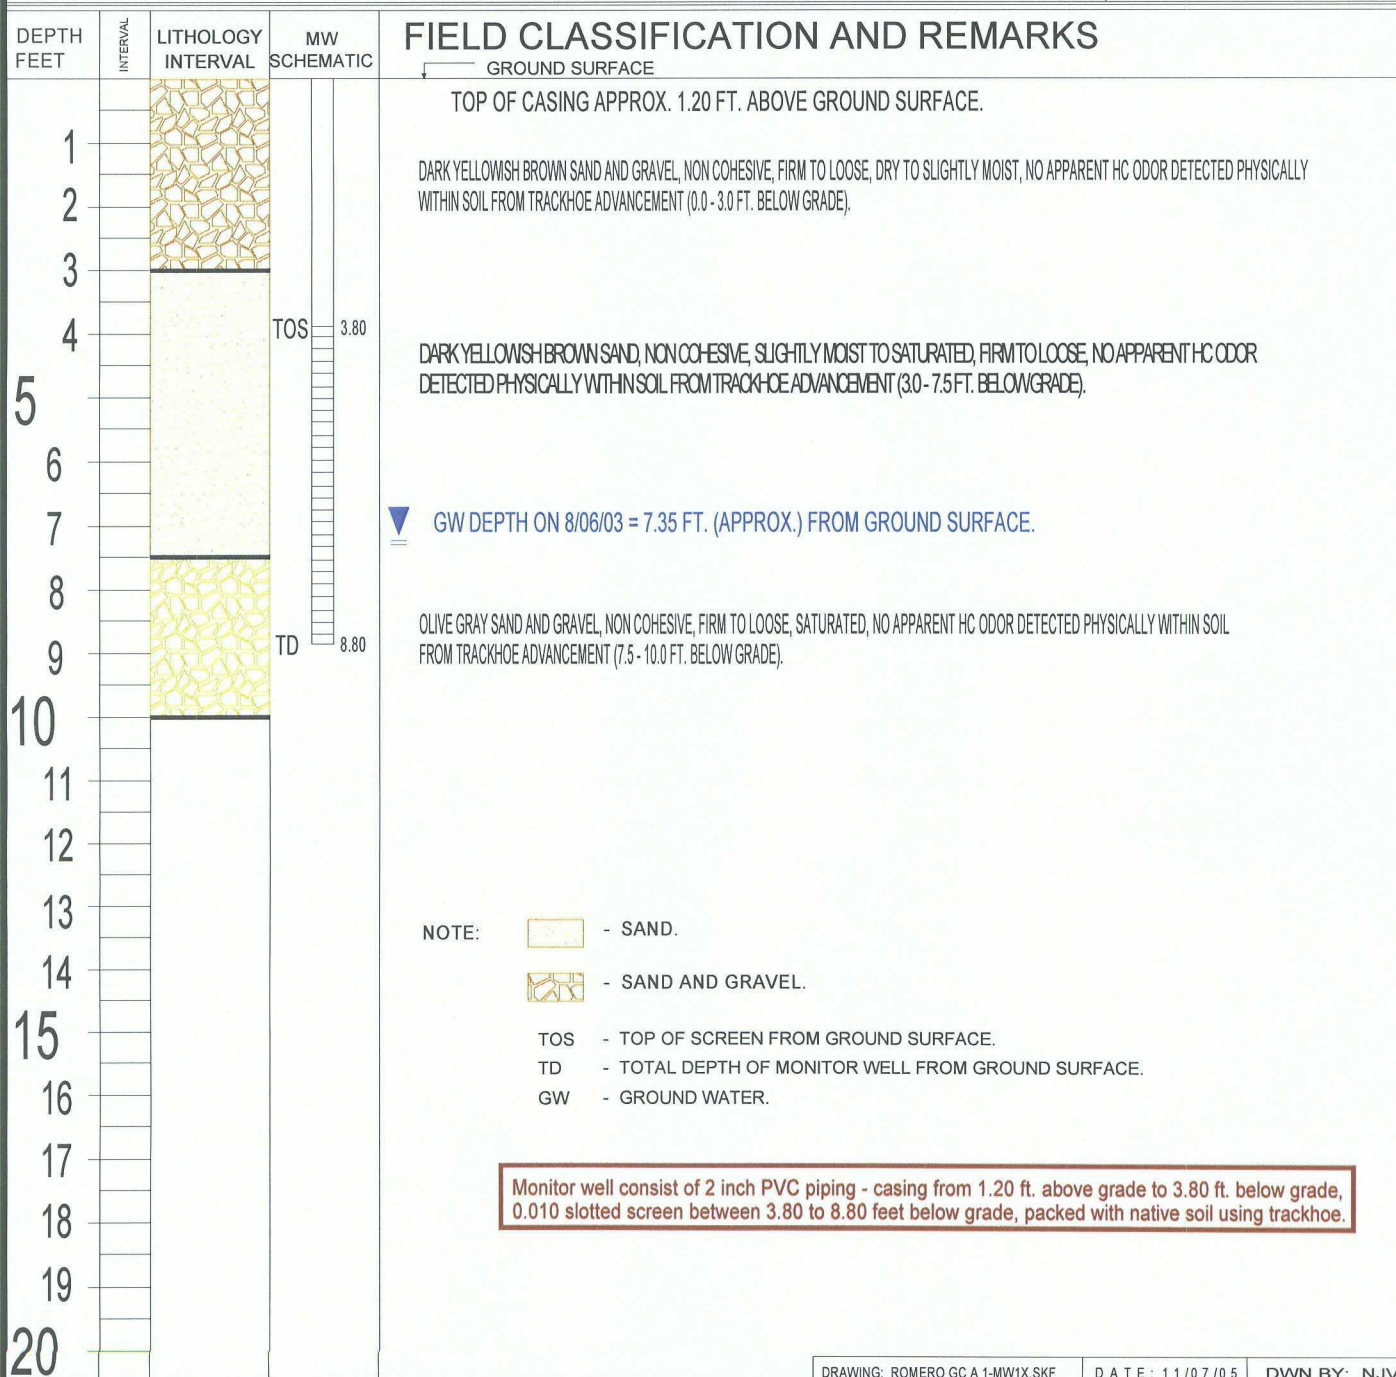 DEPTH
FEET
INTERVAL
LITHOLOGY
INTERVAL
MW
SCHEMATIC
FIELD CLASSIFICATION AND REMARKS
GROUND SURFACE
TOP OF CASING APPROX. 1.20 FT. ABOVE GROUND SURFACE.
1
DARK YELLOWISH BROWN SAND AND GRAVEL, NON COHESIVE, FIRM TO LOOSE, DRY TO SLIGHTLY MOIST, NO APPARENT HC ODOR DETECTED PHYSICALLY
WITHIN SOIL FROM TRACKHOE ADVANCEMENT (0.0 - 3.0 FT. BELOW GRADE).
2
3
TOS 3.80
4
DARK YELLOWISH BROWN SAND, NON COHESIVE, SLIGHTLY MOIST TO SATURATED, FIRM TO LOOSE, NO APPARENT HC ODOR
DETECTED PHYSICALLY WITHIN SOIL FROM TRACKHOE ADVANCEMENT (3.0 - 7.5 FT. BELOW GRADE).
5
6
7
GW DEPTH ON 8/06/03 = 7.35 FT. (APPROX.) FROM GROUND SURFACE.
8
OLIVE GRAY SAND AND GRAVEL, NON COHESIVE, FIRM TO LOOSE, SATURATED, NO APPARENT HC ODOR DETECTED PHYSICALLY WITHIN SOIL
FROM TRACKHOE ADVANCEMENT (7.5 - 10.0 FT. BELOW GRADE).
TD 8.80
9
10
11
12
13
NOTE:
- SAND.
14
- SAND AND GRAVEL.
15
TOS - TOP OF SCREEN FROM GROUND SURFACE.
TD - TOTAL DEPTH OF MONITOR WELL FROM GROUND SURFACE.
GW - GROUND WATER.
16
17
Monitor well consist of 2 inch PVC piping - casing from 1.20 ft. above grade to 3.80 ft. below grade,
0.010 slotted screen between 3.80 to 8.80 feet below grade, packed with native soil using trackhoe.
18
19
20
DRAWING: ROMERO GC A 1-MW1X.SKF
DATE: 11/07/05
DWN BY: NJV